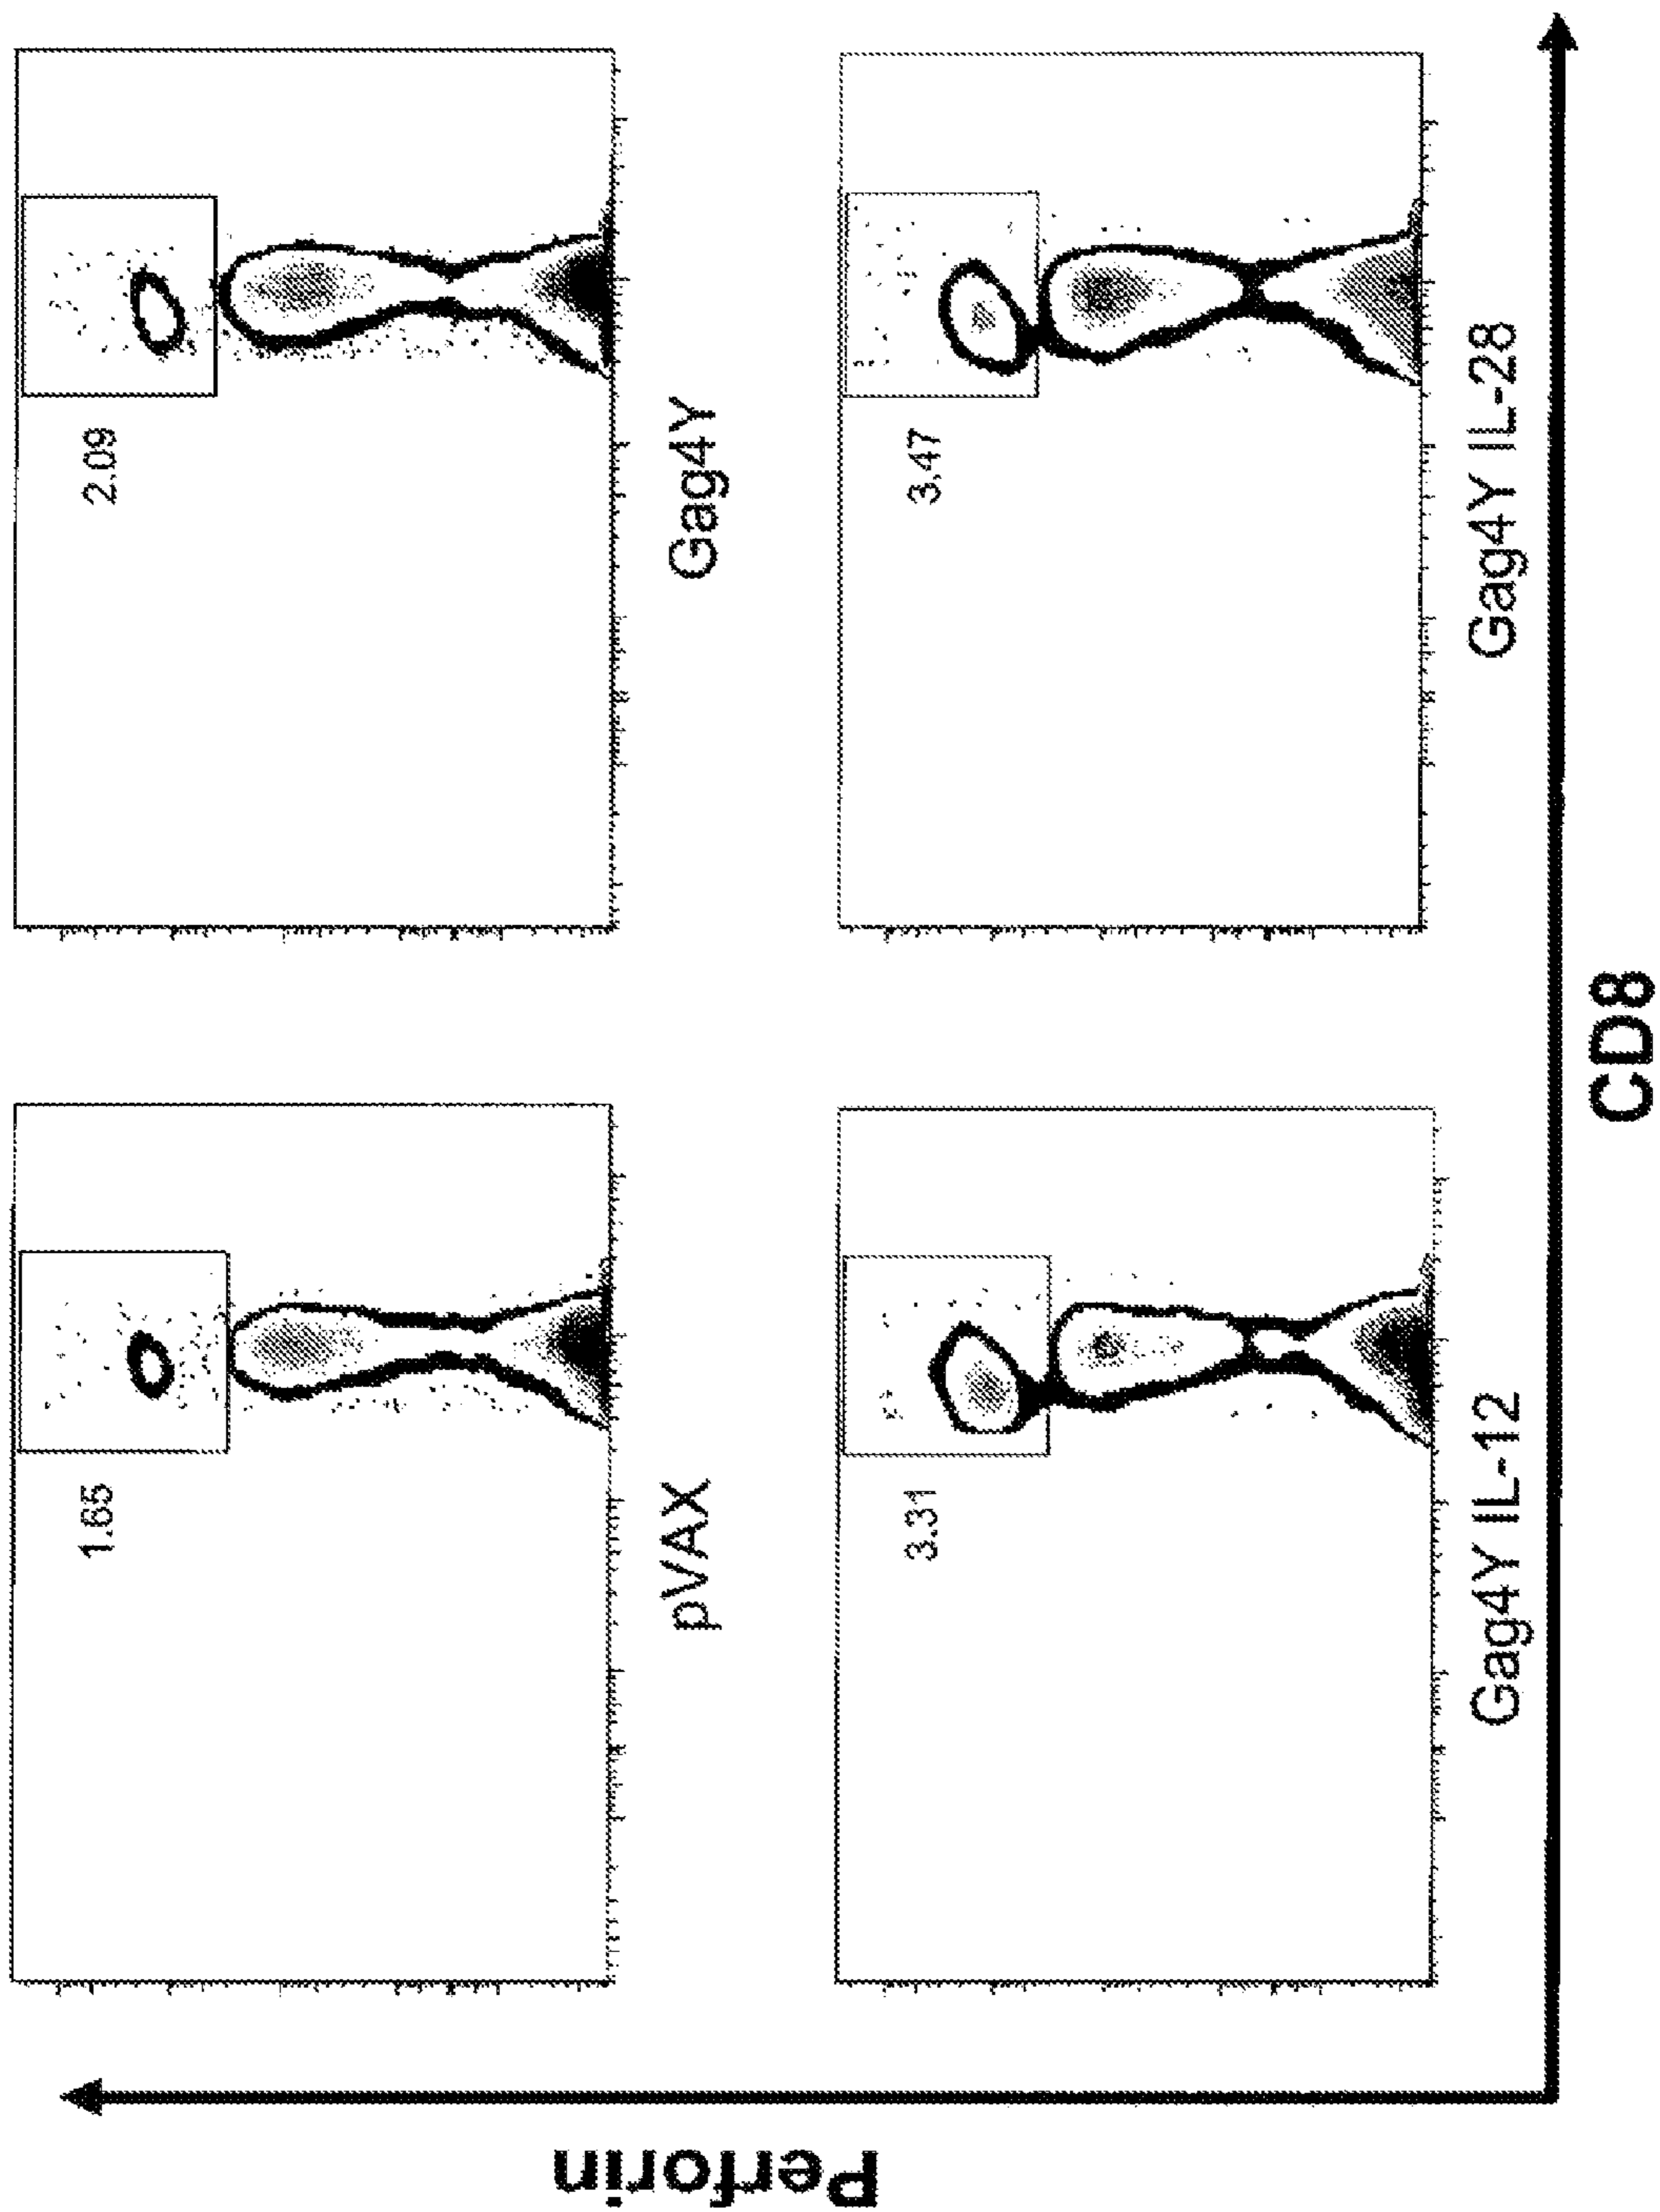 Perforin
1.65
2.09
pVAX
Gag4Y
3.31
3.47
Gag4Y IL-12
Gag4Y IL-28
CD8